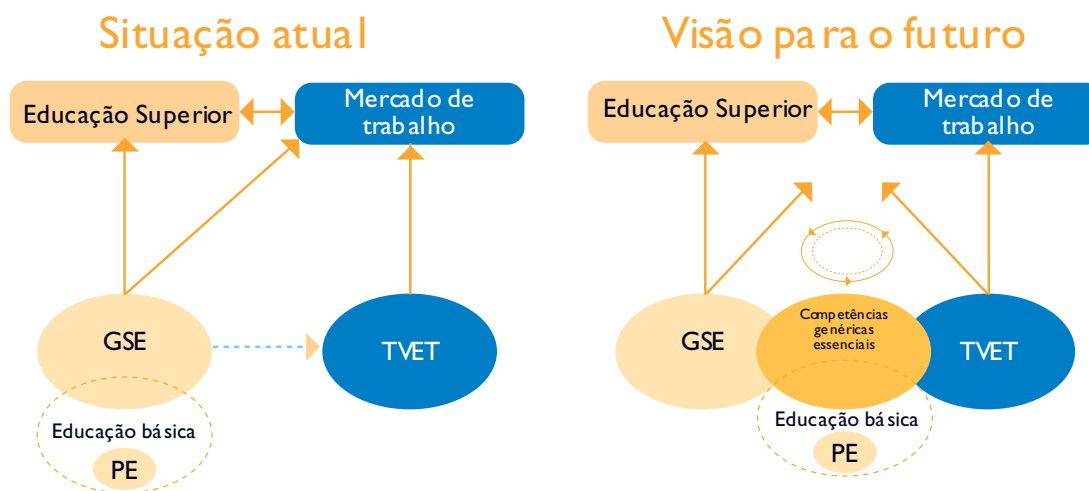 Situação atual
Educação Superior
Mercado de
trabalho
GSE
TVET
Educação básica
PE
Visão para o futuro
Educação Superior
Mercado de
trabalho
GSE
Competências
genéricas
essenciais
TVET
Educação básica
PE